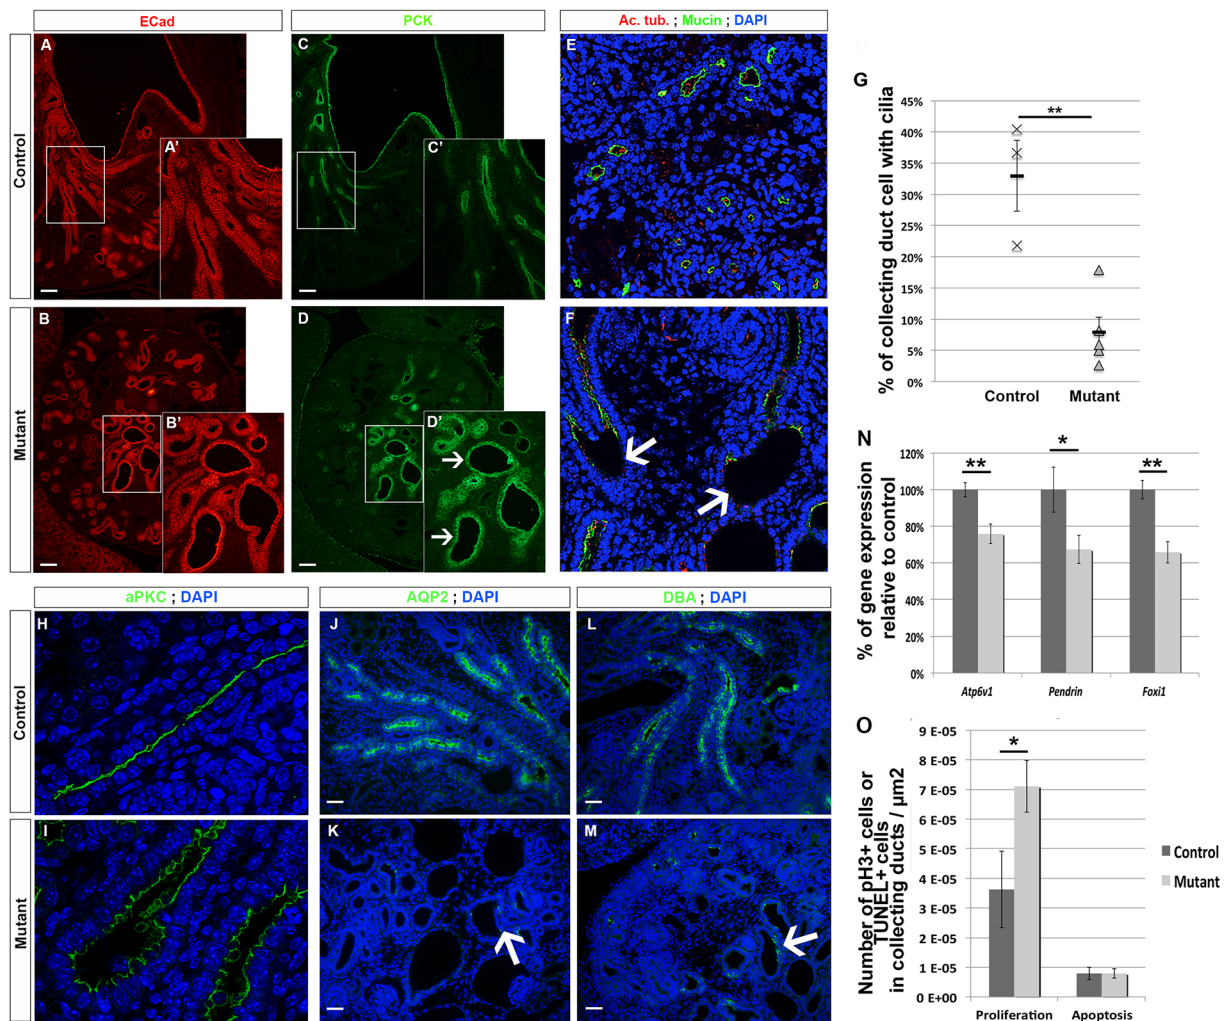 ECad
PCK
Ac. tub. ; Mucin ; DAPI
Control
A
A'
C
C'
E
Mutant
B
B'
D
D'
F
G
% of collecting duct cell with cilia
45%
40%
35%
30%
25%
20%
15%
10%
5%
0%
**
Control
Mutant
aPKC ; DAPI
AQP2 ; DAPI
DBA ; DAPI
Control
H
J
L
Mutant
I
K
M
N
% of gene expression
relative to control
120%
100%
80%
60%
40%
20%
0%
**
*
**
Atp6v1
Pendrin
Foxi1
O
Number of pH3+ cells or
TUNEL+ cells
in collecting ducts / µm2
9 E-05
8 E-05
7 E-05
6 E-05
5 E-05
4 E-05
3 E-05
2 E-05
1 E-05
0 E+00
*
Proliferation
Apoptosis
Control
Mutant